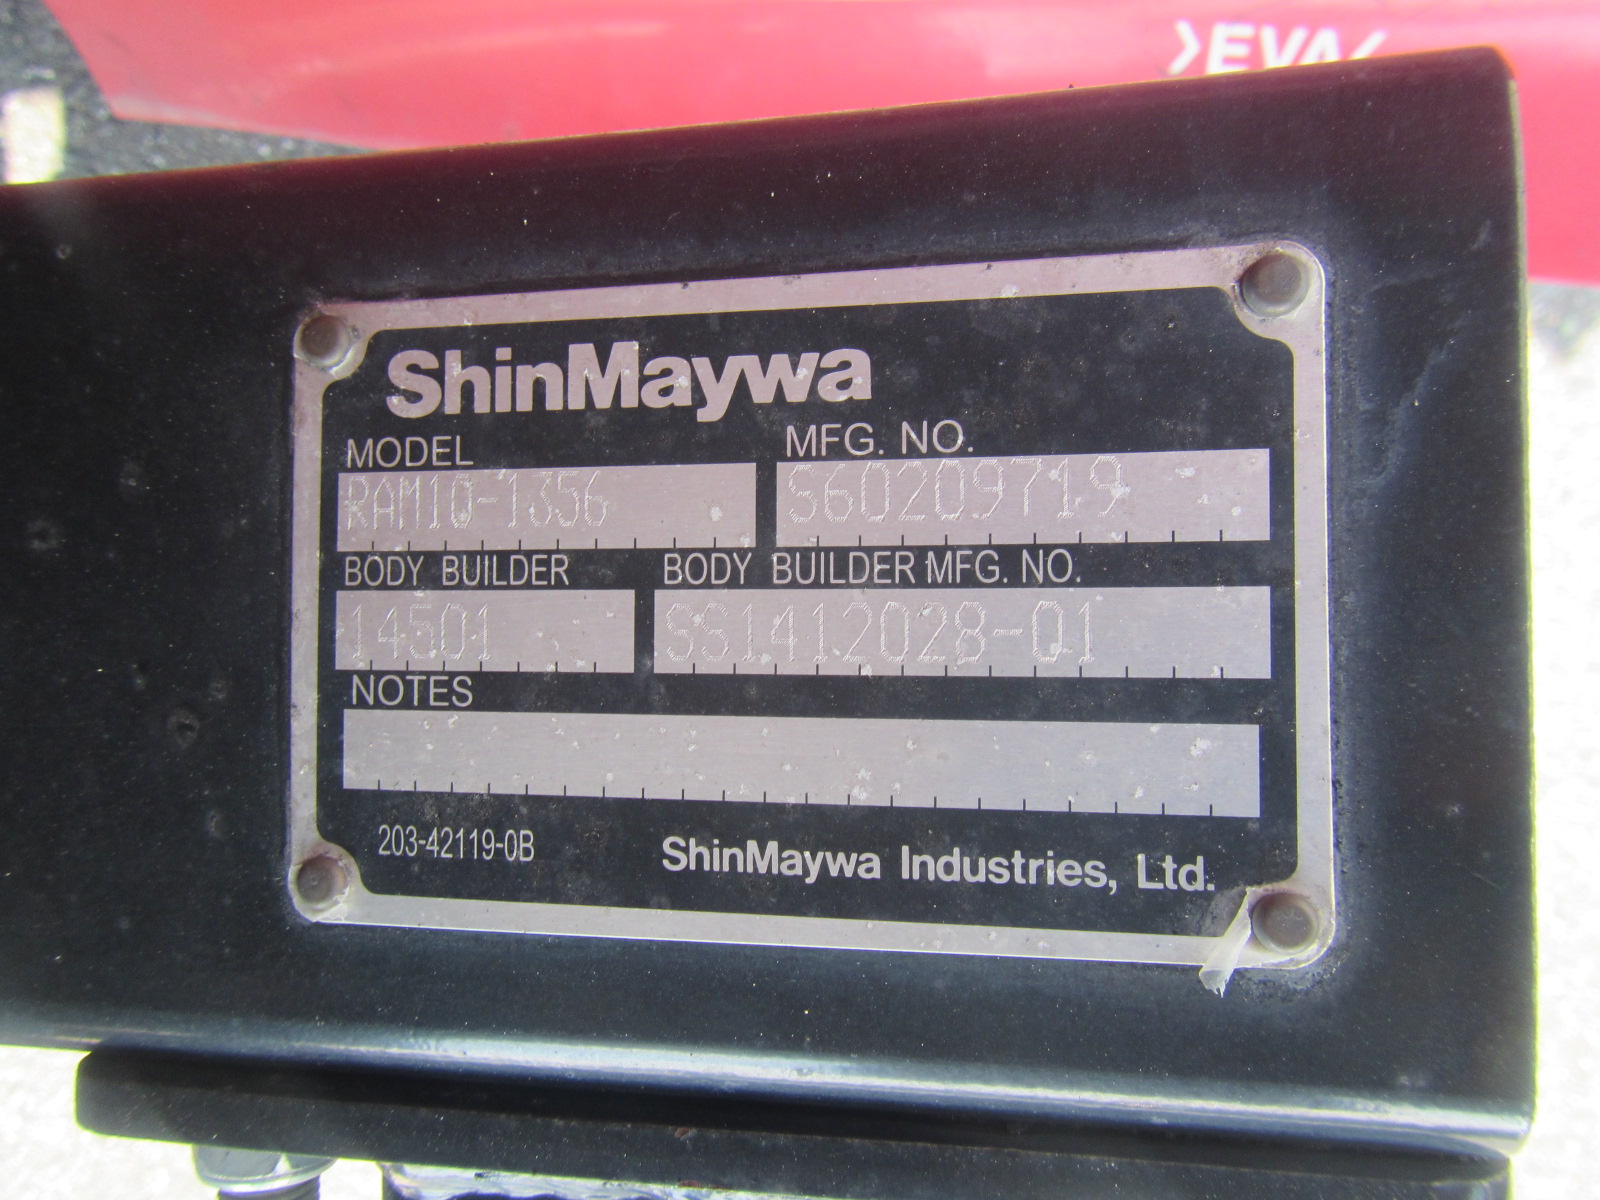 >EVA<
ShinMaywa
MODEL MFG. NO.
RAM10-1356 S60209719
BODY BUILDER BODY BUILDER MFG. NO.
14501 SS1412028-01
NOTES
203-42119-0B ShinMaywa Industries, Ltd.